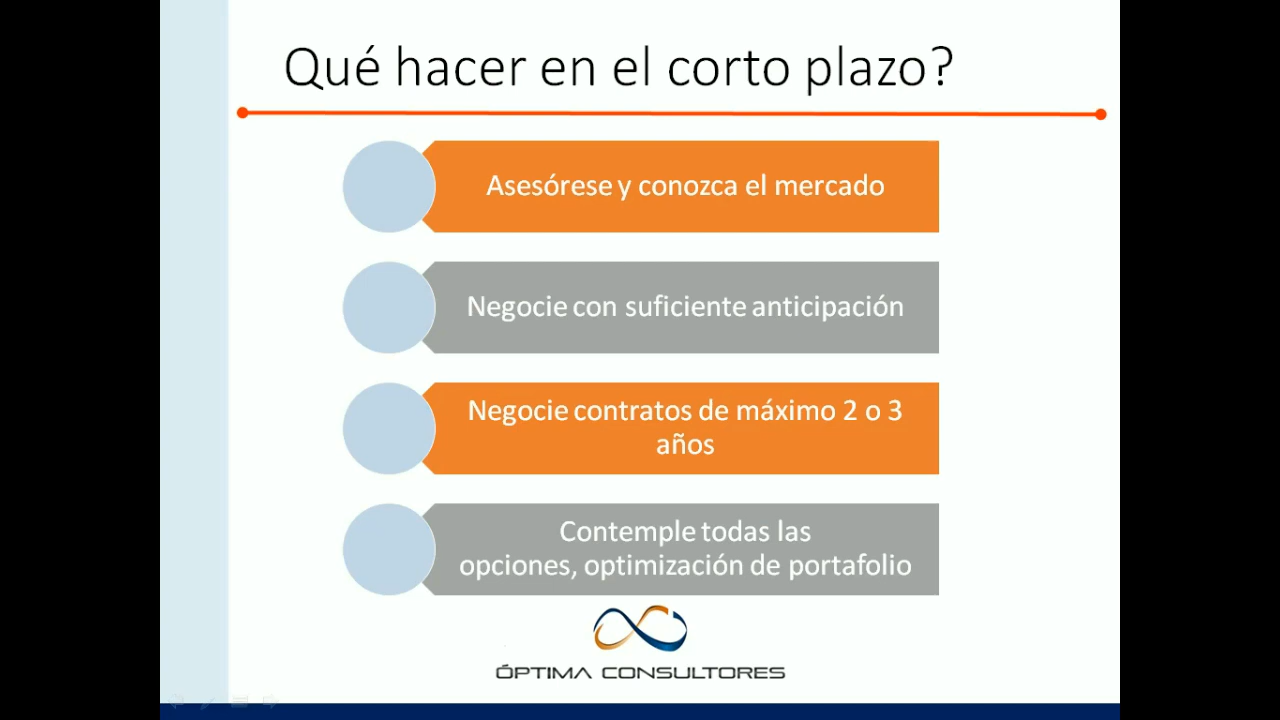 Qué hacer en el corto plazo?
Asesórese y conozca el mercado
Negocie con suficiente anticipación
Negocie contratos de máximo 2 o 3
años
Contemple todas las
opciones, optimización de portafolio
ÓPTIMA CONSULTORES